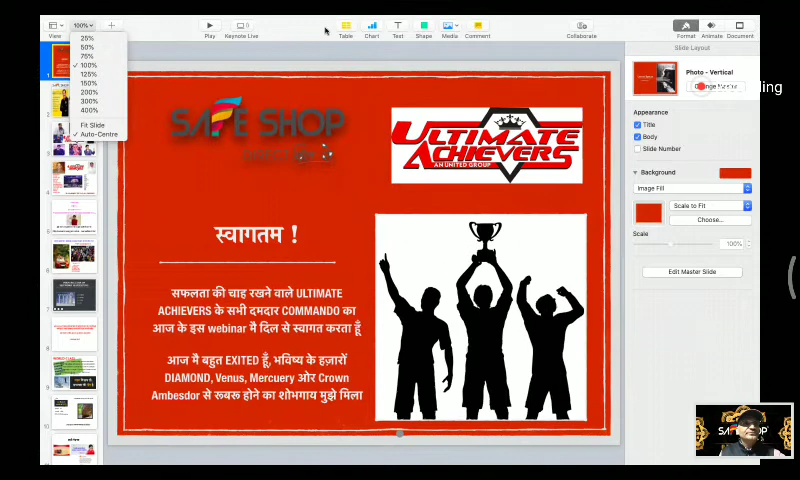 100%
View
Play
Keynote Live
Table
Chart
Text
Shape
Media
Comment
Collaborate
Format
Animate
Document
25%
50%
75%
100%
125%
150%
200%
300%
400%
Fit Slide
Auto-Centre
Slide Layout
Photo - Vertical
Appearance
Title
Body
Slide Number
Background
Image Fill
Scale to Fit
Choose...
Scale
100%
Edit Master Slide
SAFE SHOP
ULTIMATE
ACHIEVERS
AN UNITED GROUP
स्वागतम !
सफलता की चाह रखने वाले ULTIMATE
ACHIEVERS के सभी दमदार COMMANDO का
आज के इस webinar मै दिल से स्वागत करता हूँ
आज मै बहुत EXITED हूँ, भविष्य के हज़ारों
DIAMOND, Venus, Mercuery ओर Crown
Ambesdor से रूबरू होने का शोभगाय मुझे मिला